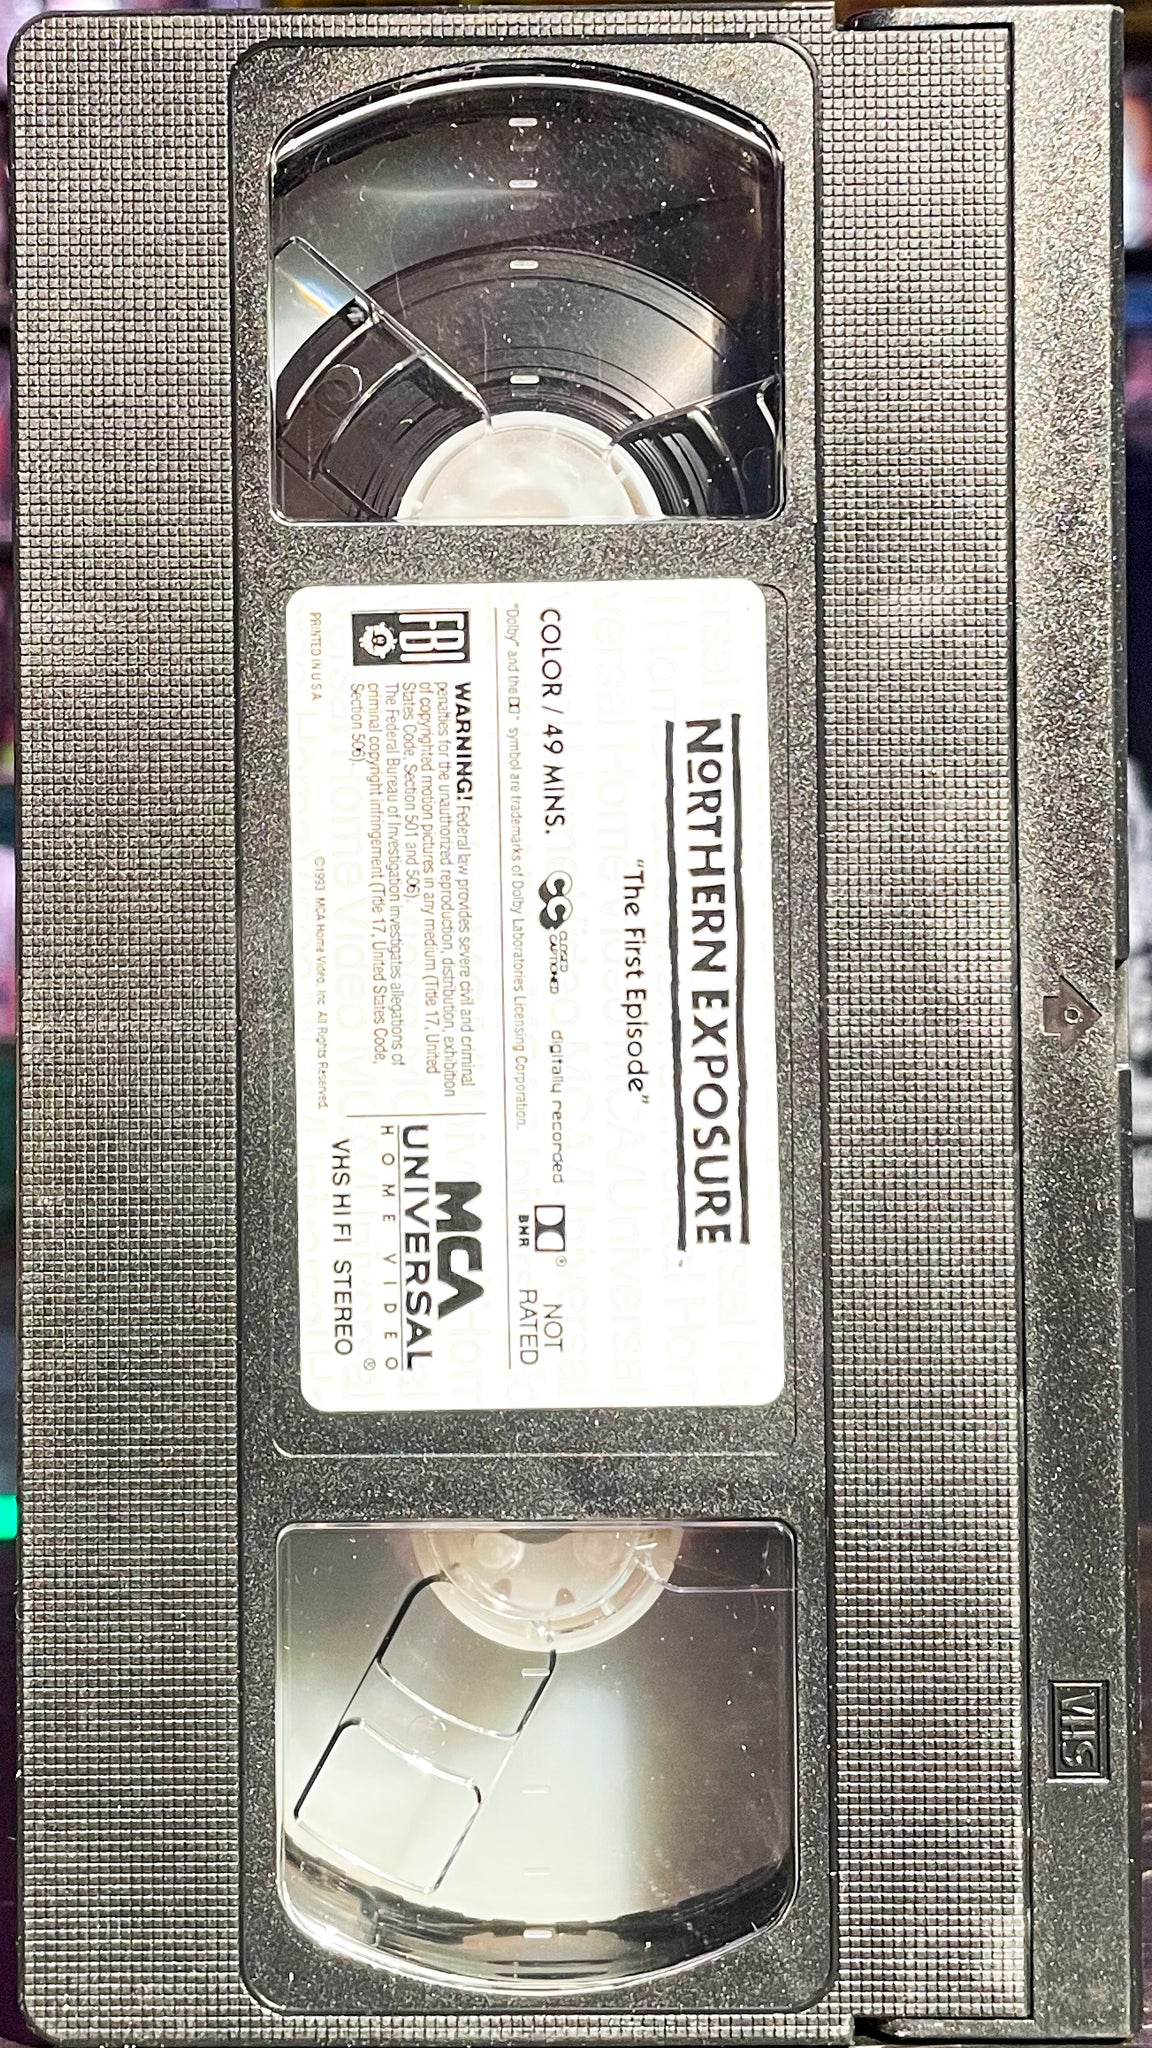 NORTHERN EXPOSURE™
"The First Episode"
COLOR / 49 MINS.
CLOSED
CAPTIONED
digitally recorded
BNR
NOT
RATED
"Dolby" and the DD" symbol are trademarks of Dolby Laboratories Licensing Corporation.
FBI
WARNING! Federal law provides severe civil and criminal
penalties for the unauthorized reproduction, distribution, exhibition
of copyrighted motion pictures in any medium (Title 17, United
States Code, Section 501 and 506).
The Federal Bureau of Investigation investigates allegations of
criminal copyright infringement (Title 17, United States Code,
Section 506).
PRINTED IN U.S.A.
©1993 MCA Home Video, Inc. All Rights Reserved.
MCA
UNIVERSAL
HOME VIDEO®
VHS HI FI STEREO
VHS